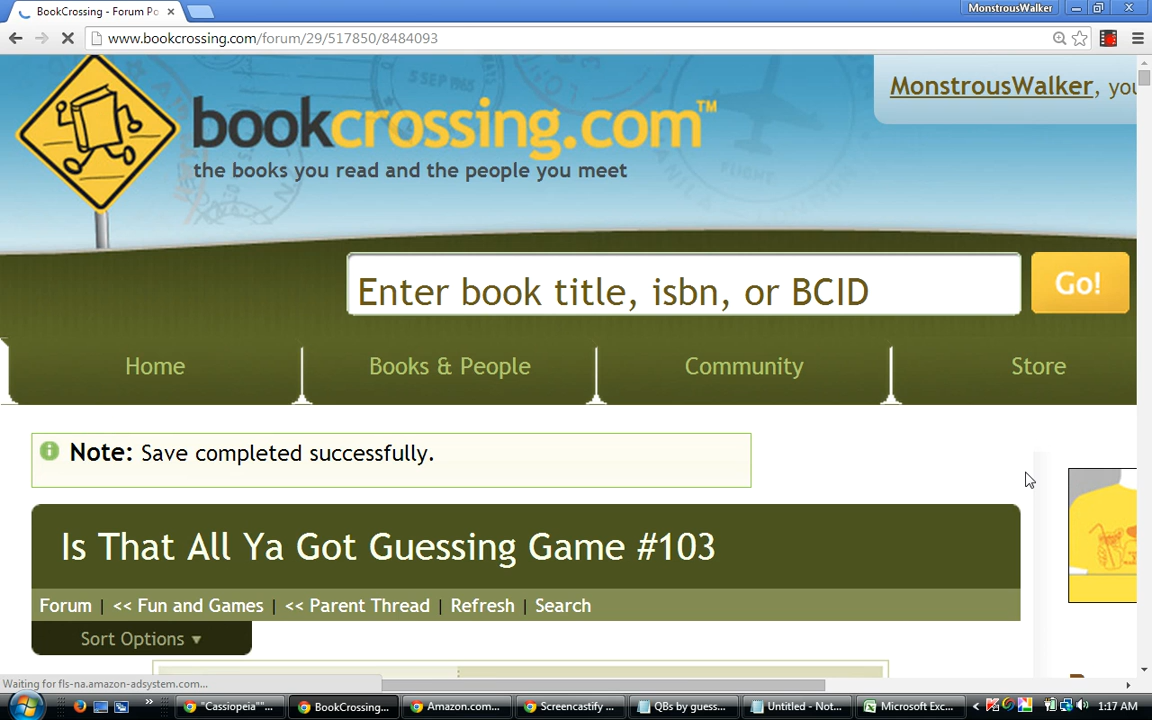 BookCrossing - Forum Po
MonstrousWalker
www.bookcrossing.com/forum/29/517850/8484093
5 SEP 1965
FLIGHT
MonstrousWalker, you
bookcrossing.com™
the books you read and the people you meet
Enter book title, isbn, or BCID
Go!
Home
Books & People
Community
Store
Note: Save completed successfully.
Is That All Ya Got Guessing Game #103
Forum | << Fun and Games | << Parent Thread | Refresh | Search
Sort Options ▼
Waiting for fls-na.amazon-adsystem.com...
"Cassiopeia""...
BookCrossing...
Amazon.com...
Screencastify ...
QBs by guess...
Untitled - Not...
Microsoft Exc...
1:17 AM